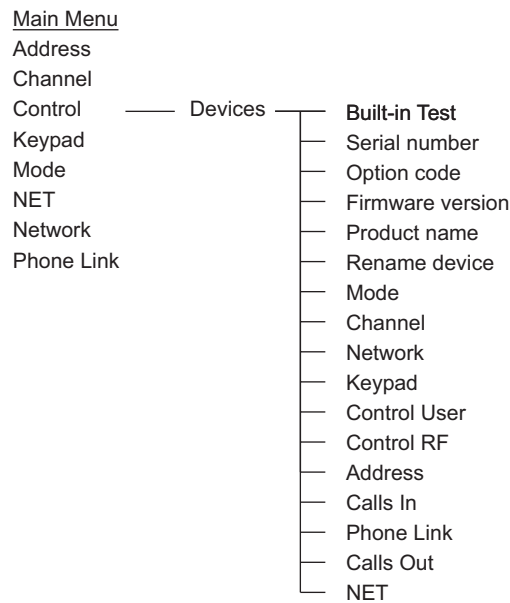 Main Menu
Address
Channel
Control Devices Built-in Test
Keypad Serial number
Mode Option code
NET Firmware version
Network Product name
Phone Link Rename device
Mode
Channel
Network
Keypad
Control User
Control RF
Address
Calls In
Phone Link
Calls Out
NET